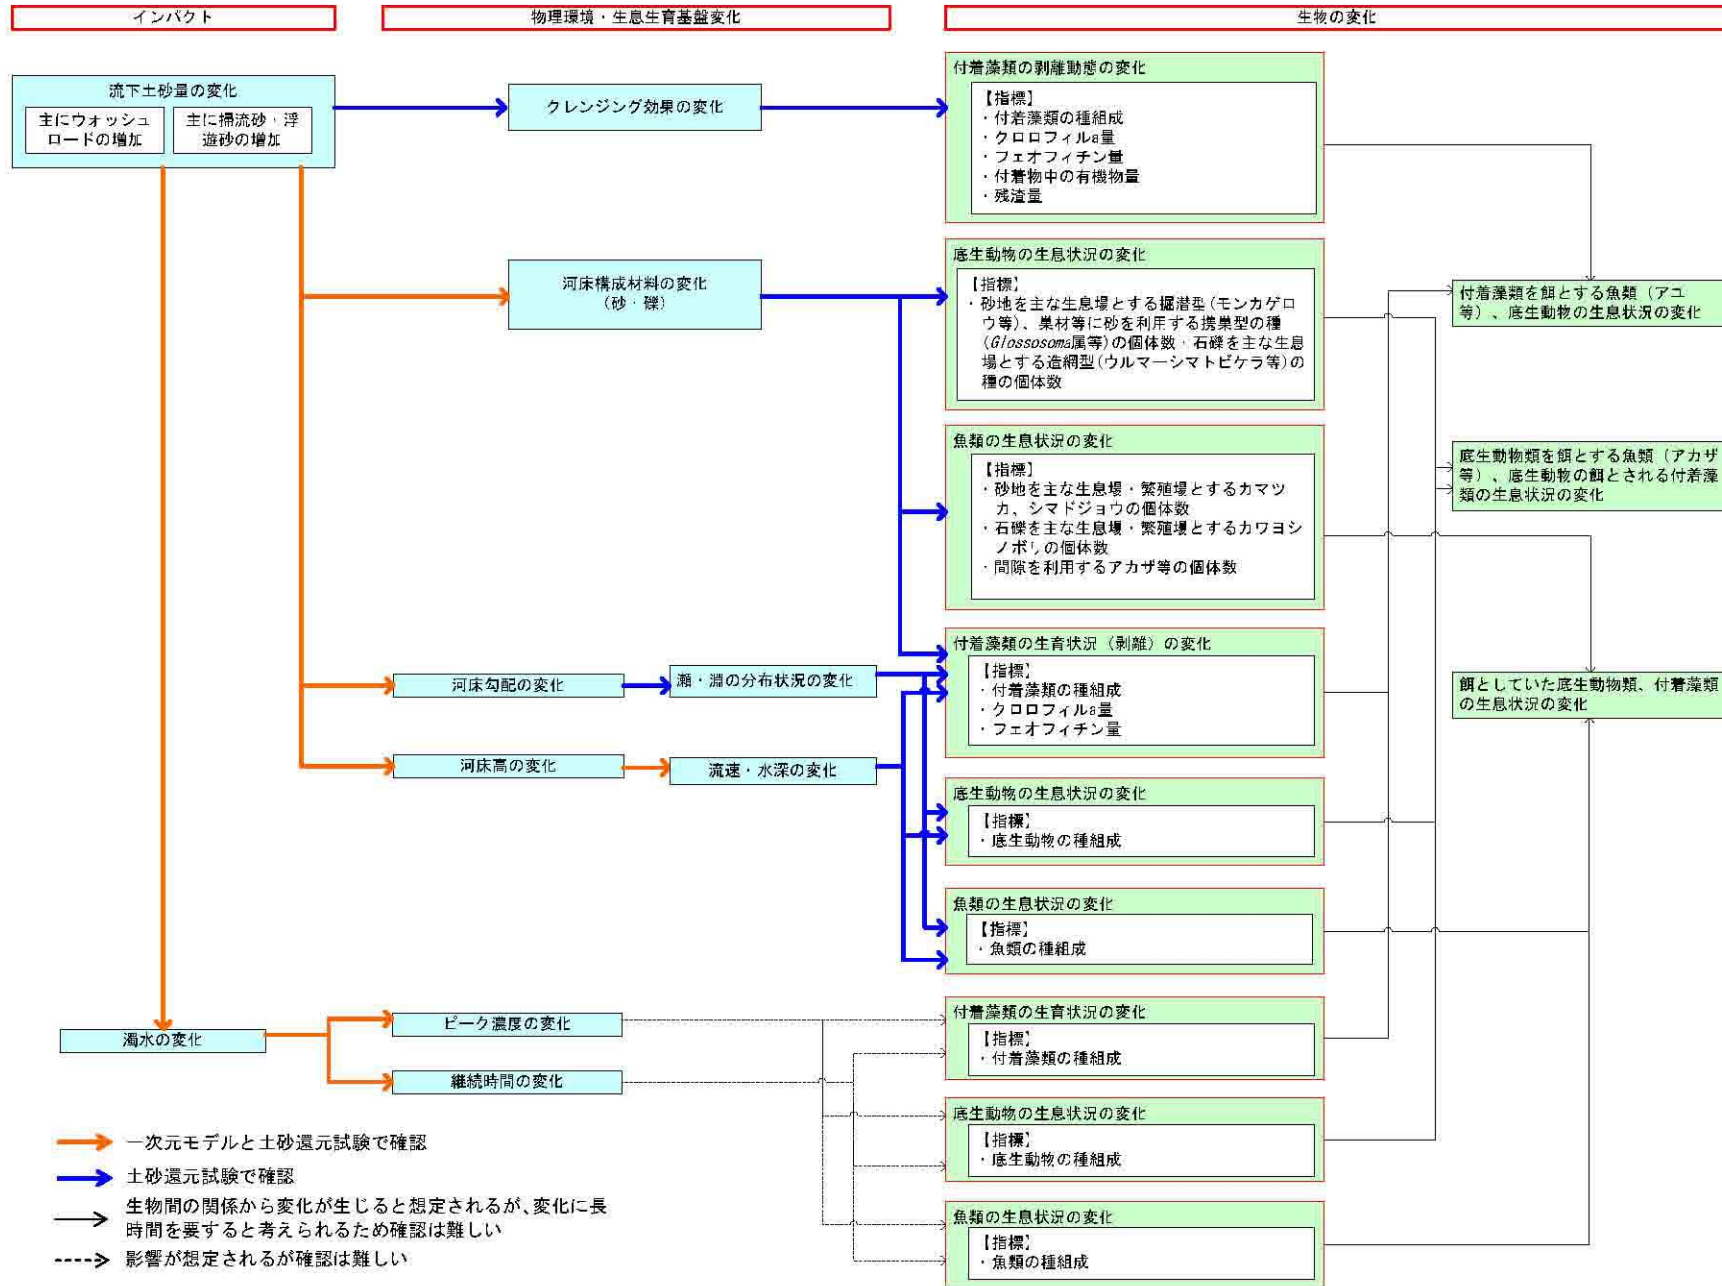 インパクト
物理環境・生息生育基盤変化
生物の変化
流下土砂量の変化
主にウォッシュ
ロードの増加
主に掃流砂・浮
遊砂の増加
クレンジング効果の変化
付着藻類の剥離動態の変化
【指標】
・付着藻類の種組成
・クロロフィルa量
・フェオフィチン量
・付着物中の有機物量
・残渣量
河床構成材料の変化
（砂・礫）
底生動物の生息状況の変化
【指標】
・砂地を主な生息場とする掘潜型(モンカゲロ
ウ等)、巣材等に砂を利用する携巣型の種
(Glossosoma属等)の個体数・石礫を主な生息
場とする造網型(ウルマーシマトビケラ等)の
種の個体数
付着藻類を餌とする魚類（アユ
等）、底生動物の生息状況の変化
魚類の生息状況の変化
【指標】
・砂地を主な生息場・繁殖場とするカマツ
カ、シマドジョウの個体数
・石礫を主な生息場・繁殖場とするカワヨシ
ノボリの個体数
・間隙を利用するアカザ等の個体数
底生動物類を餌とする魚類（アカザ
等）、底生動物の餌とされる付着藻
類の生息状況の変化
河床勾配の変化
瀬・淵の分布状況の変化
付着藻類の生育状況（剥離）の変化
【指標】
・付着藻類の種組成
・クロロフィルa量
・フェオフィチン量
餌としていた底生動物類、付着藻類
の生息状況の変化
河床高の変化
流速・水深の変化
底生動物の生息状況の変化
【指標】
・底生動物の種組成
魚類の生息状況の変化
【指標】
・魚類の種組成
濁水の変化
ピーク濃度の変化
継続時間の変化
付着藻類の生育状況の変化
【指標】
・付着藻類の種組成
底生動物の生息状況の変化
【指標】
・底生動物の種組成
魚類の生息状況の変化
【指標】
・魚類の種組成
一次元モデルと土砂還元試験で確認
土砂還元試験で確認
生物間の関係から変化が生じると想定されるが、変化に長
時間を要すると考えられるため確認は難しい
影響が想定されるが確認は難しい